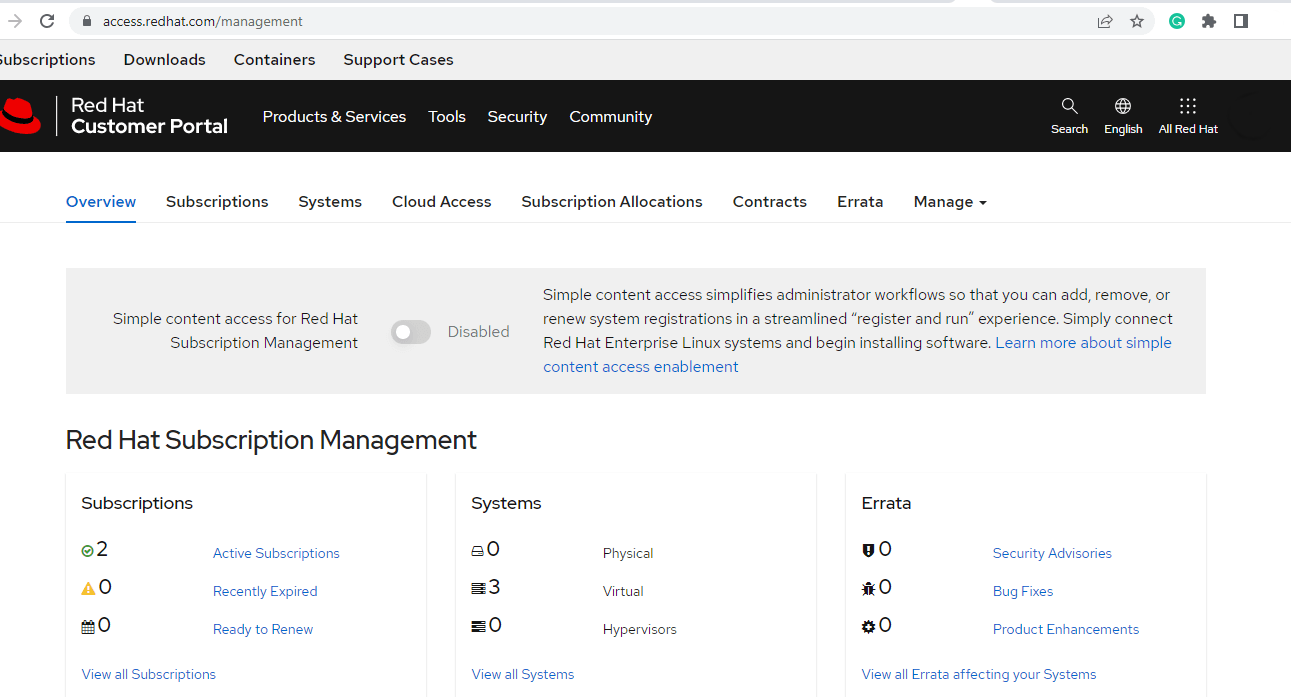 access.redhat.com/management
Subscriptions Downloads Containers Support Cases
Red Hat
Customer Portal
Products & Services Tools Security Community
Search English All Red Hat
Overview Subscriptions Systems Cloud Access Subscription Allocations Contracts Errata Manage
Simple content access for Red Hat
Subscription Management
Disabled
Simple content access simplifies administrator workflows so that you can add, remove, or
renew system registrations in a streamlined “register and run” experience. Simply connect
Red Hat Enterprise Linux systems and begin installing software. Learn more about simple
content access enablement
Red Hat Subscription Management
Subscriptions
2 Active Subscriptions
0 Recently Expired
0 Ready to Renew
View all Subscriptions
Systems
0 Physical
3 Virtual
0 Hypervisors
View all Systems
Errata
0 Security Advisories
0 Bug Fixes
0 Product Enhancements
View all Errata affecting your Systems